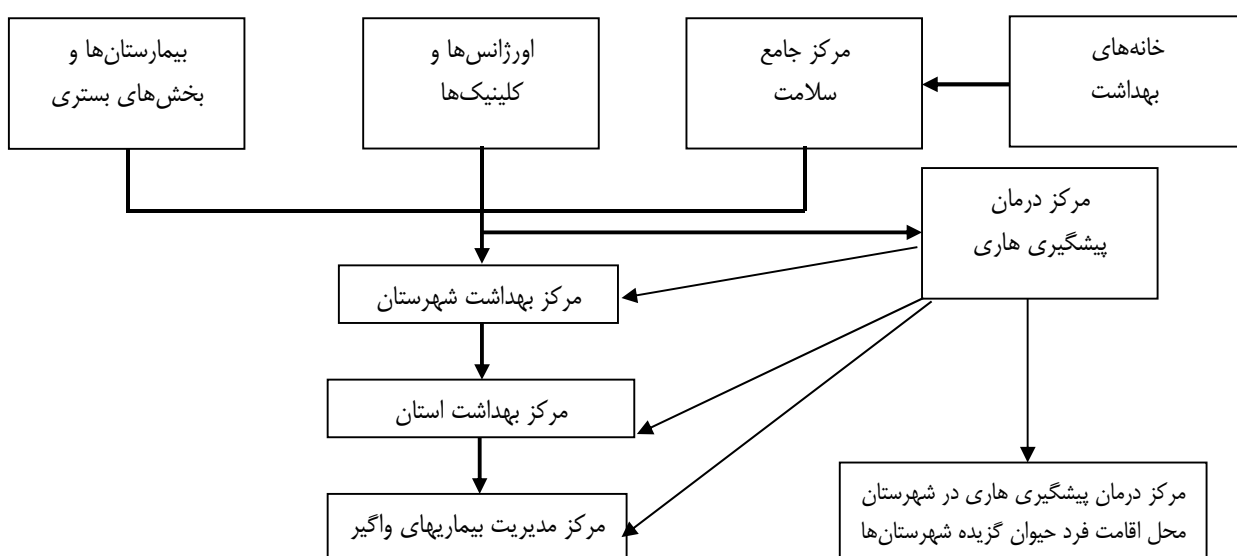 خانه‌های
بهداشت
مرکز جامع
سلامت
اورژانس‌ها و
کلینیک‌ها
بیمارستان‌ها و
بخش‌های بستری
مرکز درمان
پیشگیری هاری
مرکز بهداشت شهرستان
مرکز بهداشت استان
مرکز مدیریت بیماریهای واگیر
مرکز درمان پیشگیری هاری در شهرستان
محل اقامت فرد حیوان گزیده شهرستان‌ها